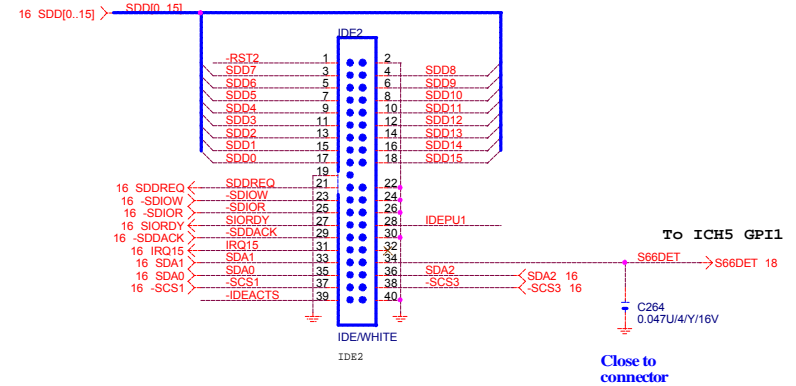 16 SDD[0..15] SDD[0..15]
IDE2
-RST2 1 2
SDD7 3 4 SDD8
SDD6 5 6 SDD9
SDD5 7 8 SDD10
SDD4 9 10 SDD11
SDD3 11 12 SDD12
SDD2 13 14 SDD13
SDD1 15 16 SDD14
SDD0 17 18 SDD15
19
16 SDDREQ SDDREQ 21 22
16 -SDIOW -SDIOW 23 24
16 -SDIOR -SDIOR 25 26
16 SIORDY SIORDY 27 28 IDEPU1
16 -SDDACK -SDDACK 29 30
16 IRQ15 IRQ15 31 32
16 SDA1 SDA1 33 34 S66DET S66DET 18
16 SDA0 SDA0 35 36 SDA2 SDA2 16
16 -SCS1 -SCS1 37 38 -SCS3 -SCS3 16
-IDEACTS 39 40
To ICH5 GPI1
C264
0.047U/4/Y/16V
IDE/WHITE
IDE2
Close to
connector